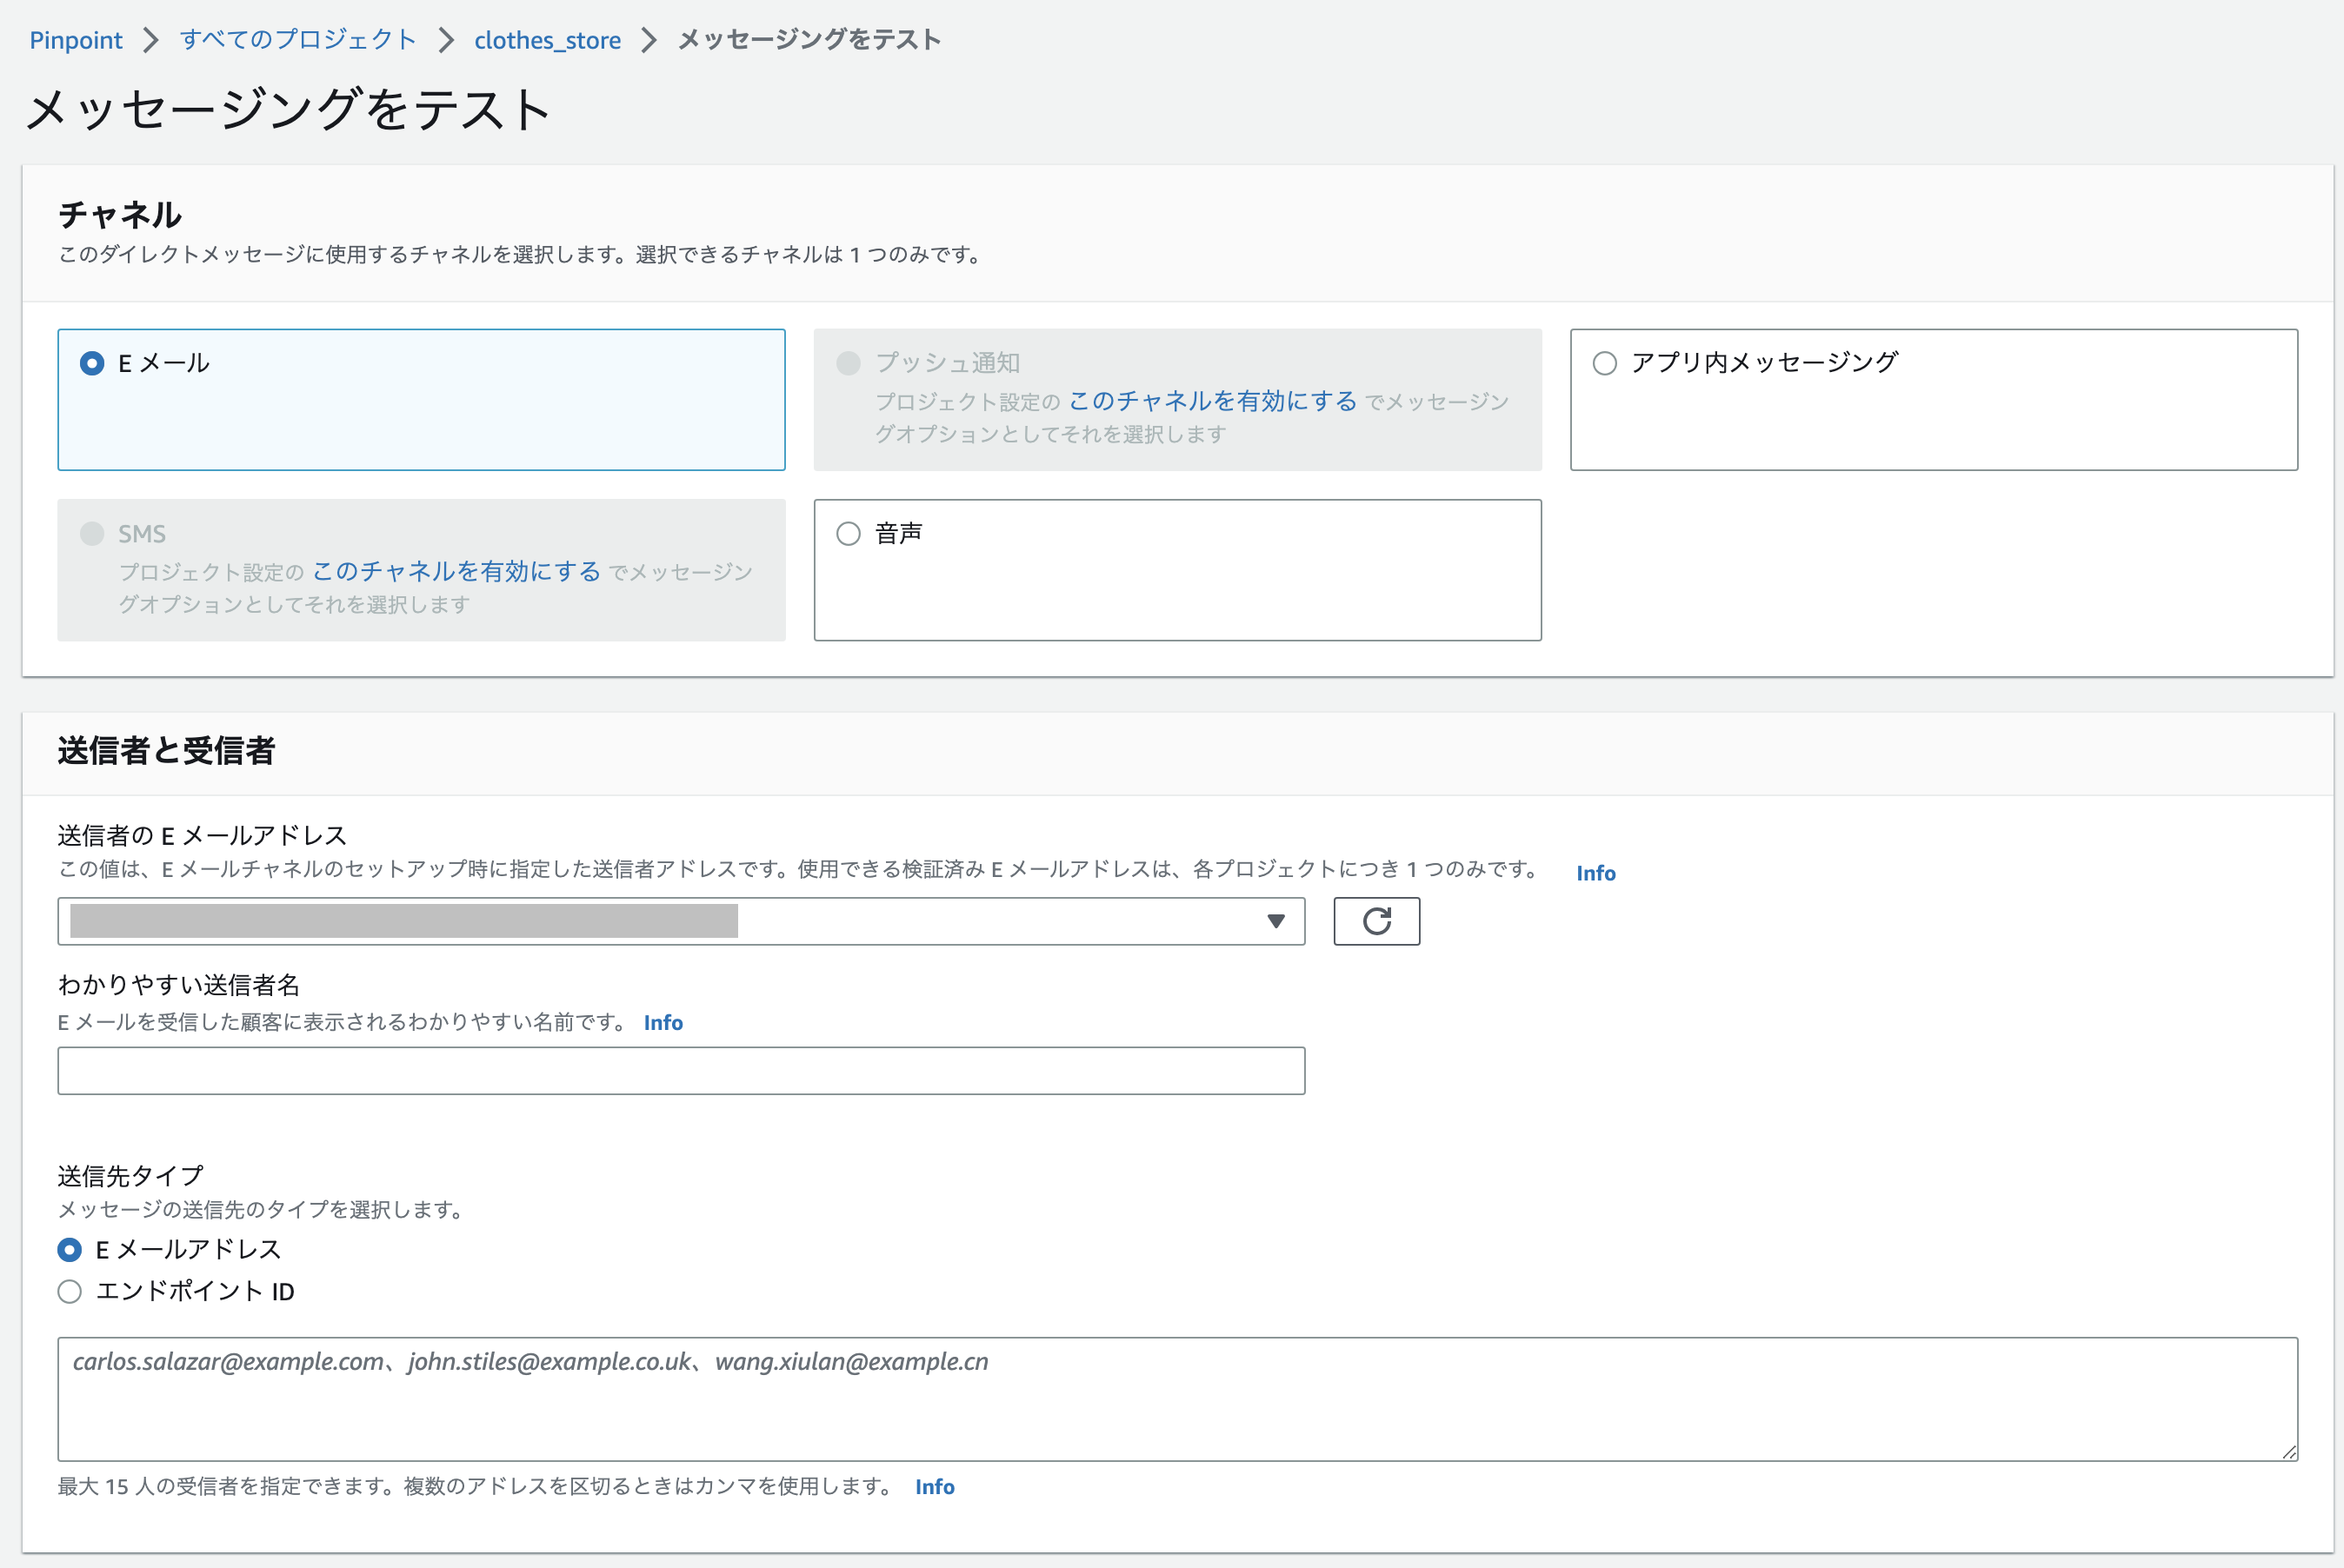 Pinpoint > すべてのプロジェクト > clothes_store > メッセージングをテスト
メッセージングをテスト
チャネル
このダイレクトメッセージに使用するチャネルを選択します。選択できるチャネルは 1 つのみです。
E メール
プッシュ通知
プロジェクト設定の このチャネルを有効にする でメッセージン
グオプションとしてそれを選択します
アプリ内メッセージング
SMS
プロジェクト設定の このチャネルを有効にする でメッセージン
グオプションとしてそれを選択します
音声
送信者と受信者
送信者の E メールアドレス
この値は、E メールチャネルのセットアップ時に指定した送信者アドレスです。使用できる検証済み E メールアドレスは、各プロジェクトにつき 1 つのみです。 Info
わかりやすい送信者名
E メールを受信した顧客に表示されるわかりやすい名前です。 Info
送信先タイプ
メッセージの送信先のタイプを選択します。
E メールアドレス
エンドポイント ID
carlos.salazar@example.com、john.stiles@example.co.uk、wang.xiulan@example.cn
最大 15 人の受信者を指定できます。複数のアドレスを区切るときはカンマを使用します。 Info